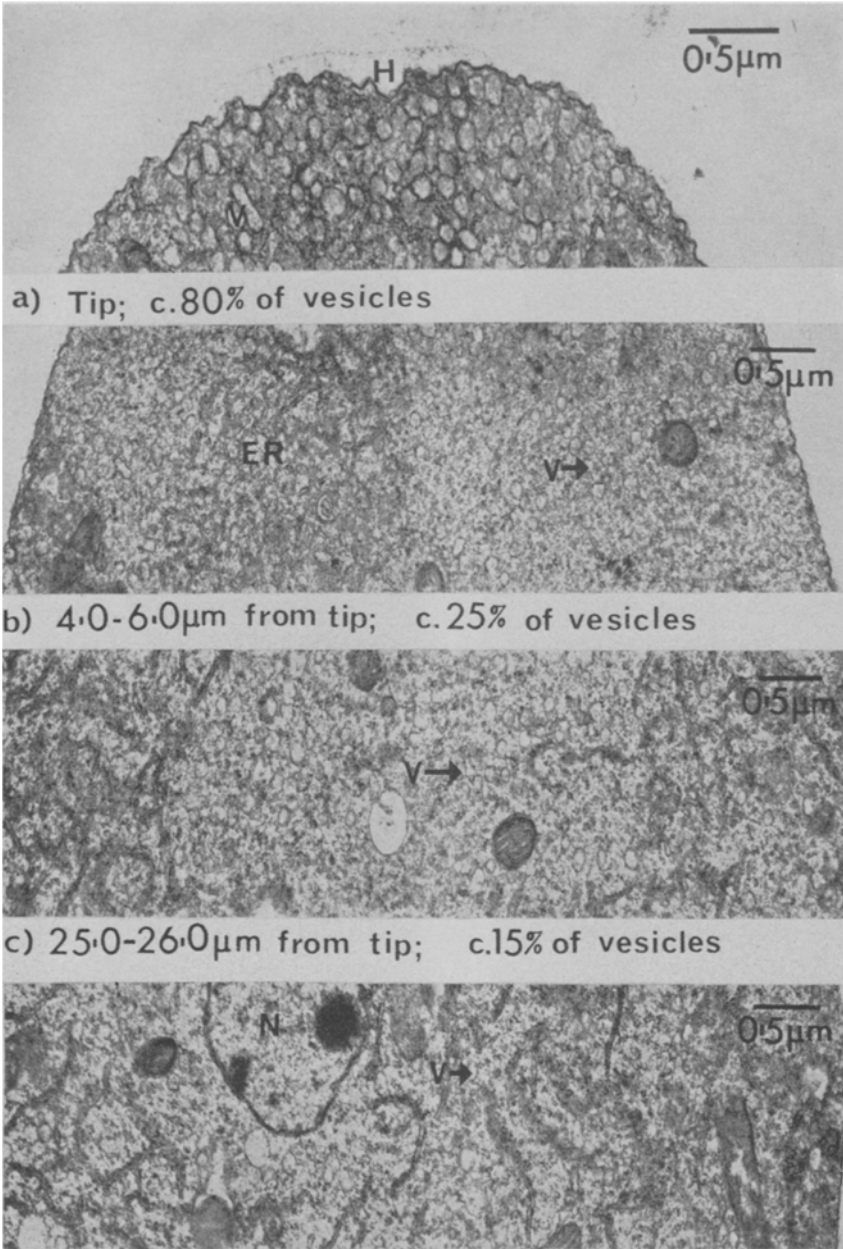 H
0·5µm
V
a) Tip; c.80% of vesicles
0·5µm
ER
V→
b) 4·0-6·0µm from tip; c.25% of vesicles
0·5µm
V→
c) 25·0-26·0µm from tip; c.15% of vesicles
N
0·5µm
V→